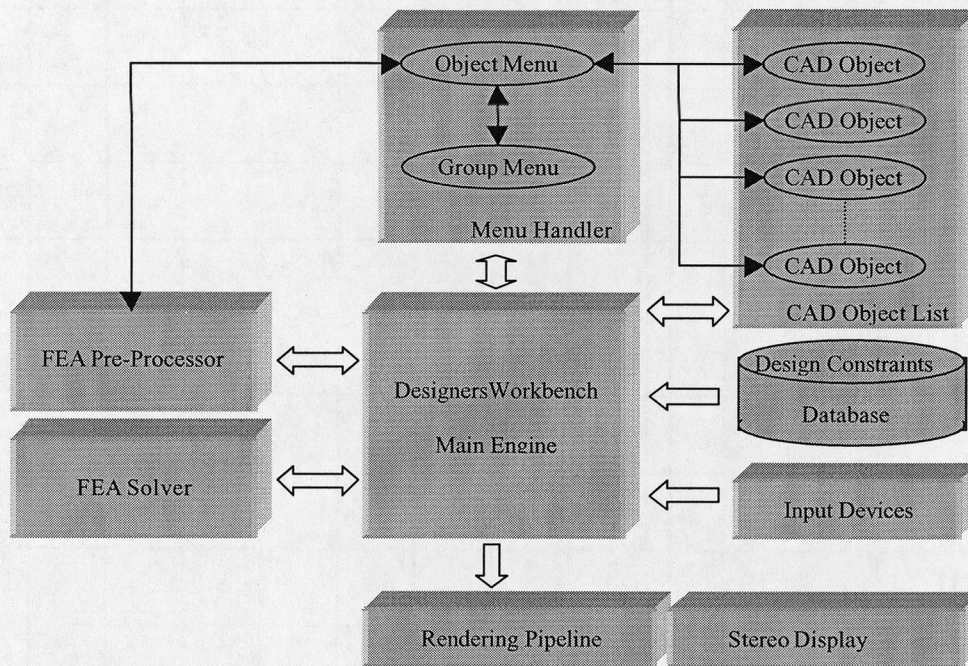 Object Menu
Group Menu
Menu Handler
CAD Object
CAD Object
CAD Object
CAD Object
CAD Object List
FEA Pre-Processor
FEA Solver
DesignersWorkbench
Main Engine
Design Constraints
Database
Input Devices
Rendering Pipeline
Stereo Display